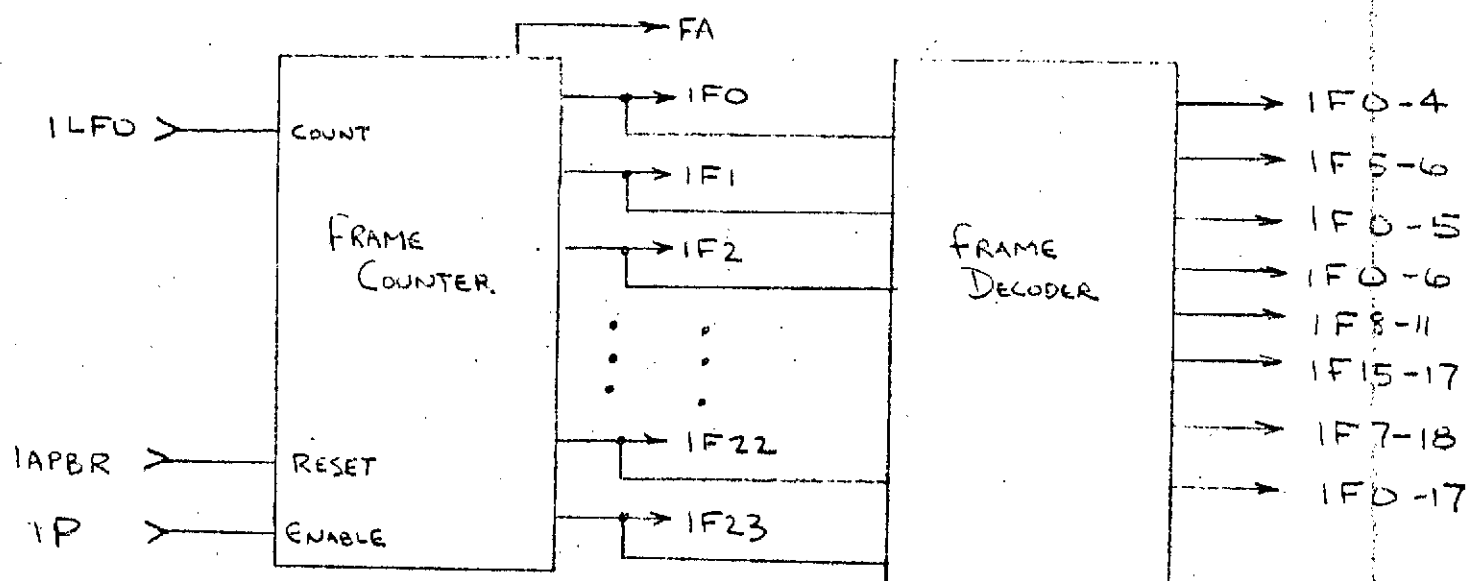 FA
1LFO
COUNT
1F0
1F1
1F2
FRAME
COUNTER.
1F22
1F23
1APBR
RESET
1P
ENABLE
FRAME
DECODER
1F0-4
1F5-6
1F0-5
1F0-6
1F8-11
1F15-17
1F7-18
1F0-17